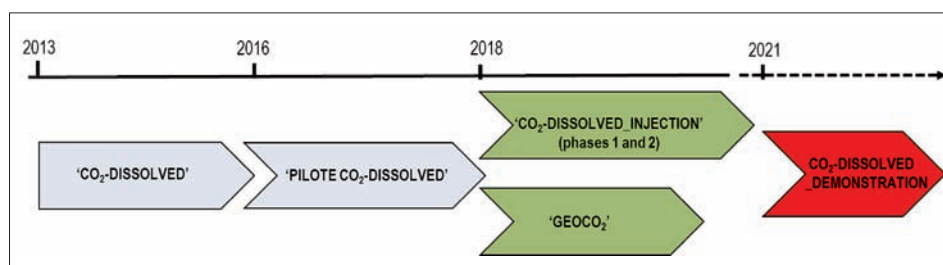 2013 2016 2018 2021
'CO₂-DISSOLVED_INJECTION'
(phases 1 and 2)
'CO₂-DISSOLVED'
'PILOTE CO₂-DISSOLVED'
CO₂-DISSOLVED
_DEMONSTRATION
'GEOCO₂'